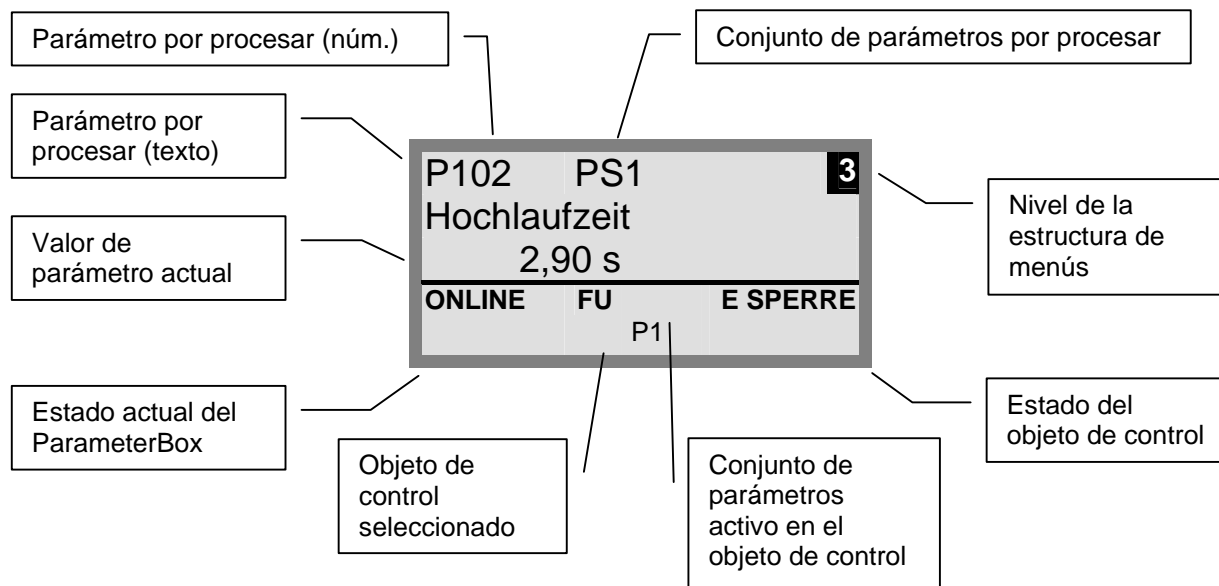 Parámetro por procesar (núm.)
Conjunto de parámetros por procesar
Parámetro por
procesar (texto)
Valor de
parámetro actual
P102 PS1 3
Hochlaufzeit
2,90 s
ONLINE FU E SPERRE
P1
Nivel de la
estructura de
menús
Estado actual del
ParameterBox
Objeto de
control
seleccionado
Conjunto de
parámetros
activo en el
objeto de control
Estado del
objeto de control